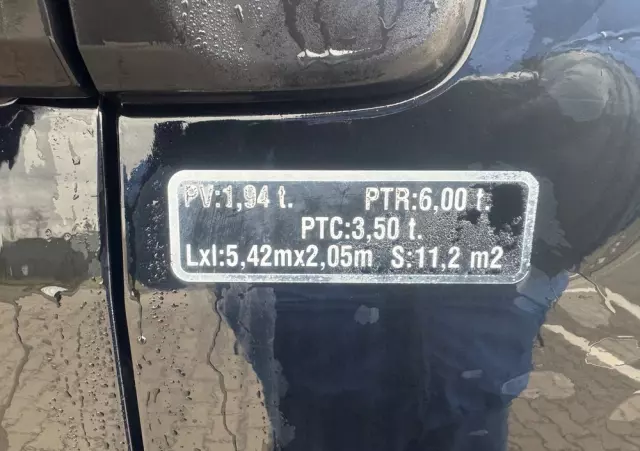 PV:1,94 t. PTR:6,00 t.
PTC:3,50 t.
Lxl:5,42mx2,05m S:11,2 m2